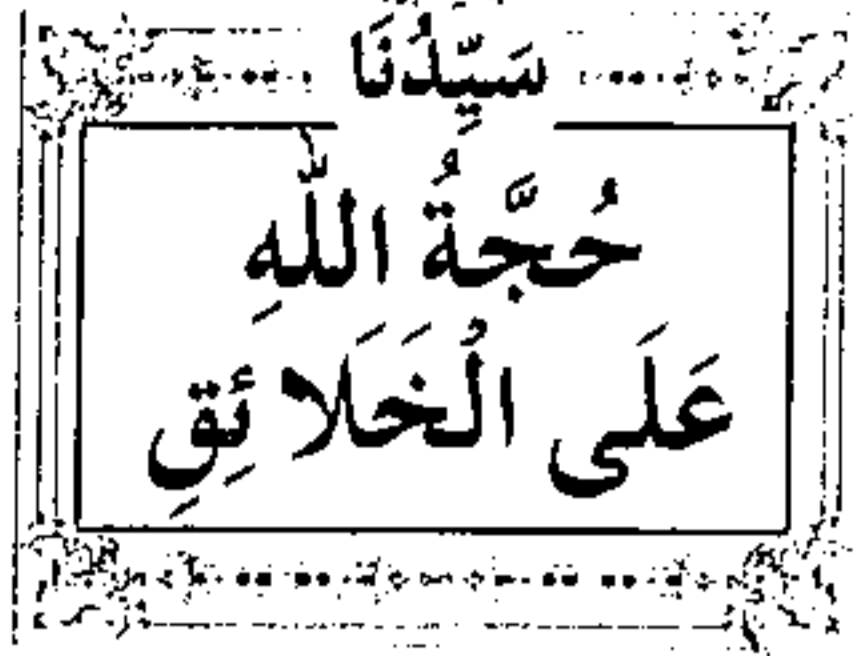 سَيِّدُنَا
حُجَّةُ اللّٰهِ
عَلَى الْخَلَائِقِ